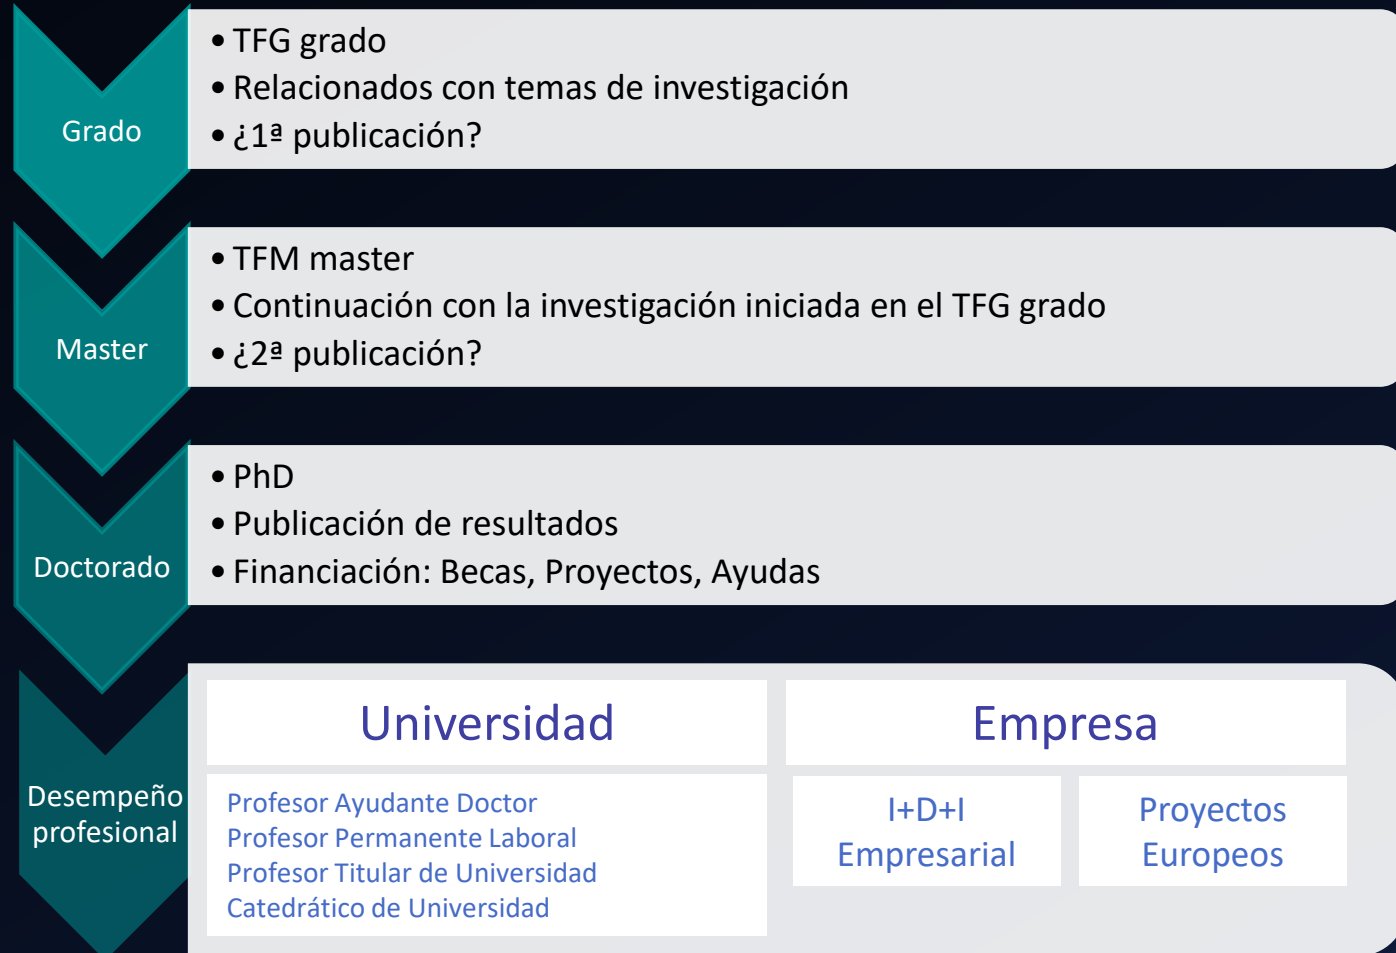 Grado
• TFG grado
• Relacionados con temas de investigación
• ¿1ª publicación?
Master
• TFM master
• Continuación con la investigación iniciada en el TFG grado
• ¿2ª publicación?
Doctorado
• PhD
• Publicación de resultados
• Financiación: Becas, Proyectos, Ayudas
Desempeño
profesional
Universidad
Profesor Ayudante Doctor
Profesor Permanente Laboral
Profesor Titular de Universidad
Catedrático de Universidad
Empresa
I+D+I
Empresarial
Proyectos
Europeos